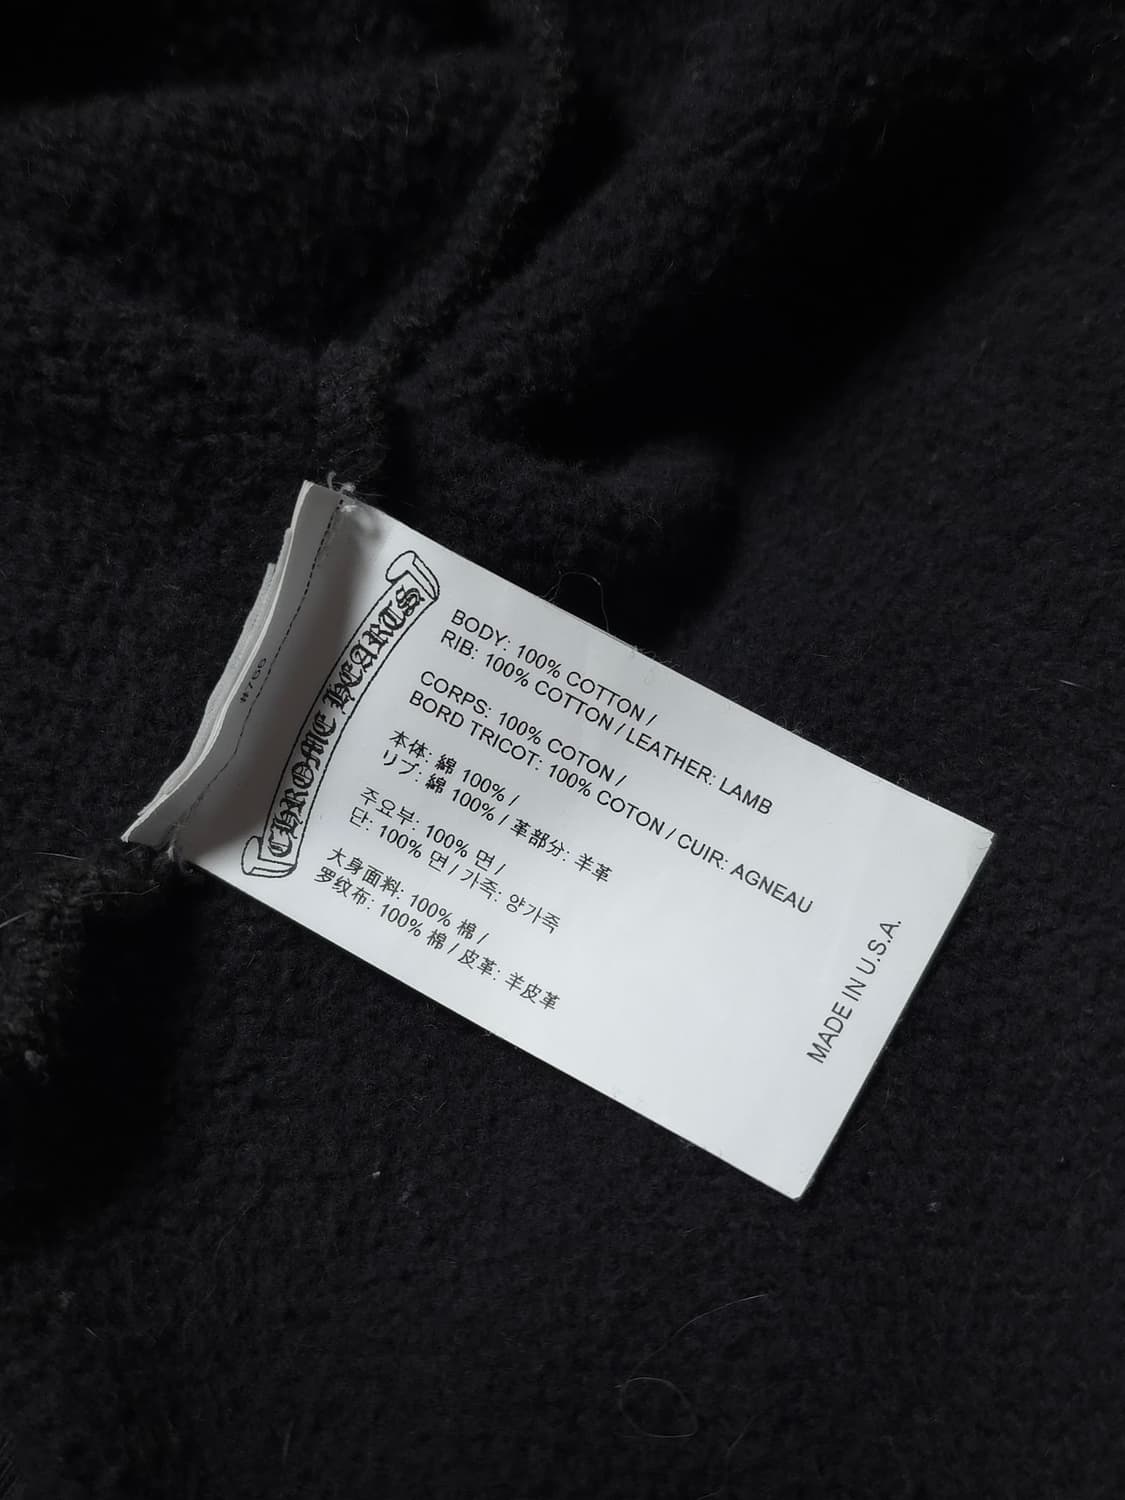 CHROME HEARTS
#766
BODY: 100% COTTON /
RIB: 100% COTTON / LEATHER: LAMB
CORPS: 100% COTON /
BORD TRICOT: 100% COTON / CUIR: AGNEAU
本体: 綿 100% /
リブ: 綿 100% / 革部分: 羊革
주요부: 100% 면 /
단: 100% 면 / 가죽: 양가죽
大身面料: 100% 棉 /
罗纹布: 100% 棉 / 皮革: 羊皮革
MADE IN U.S.A.